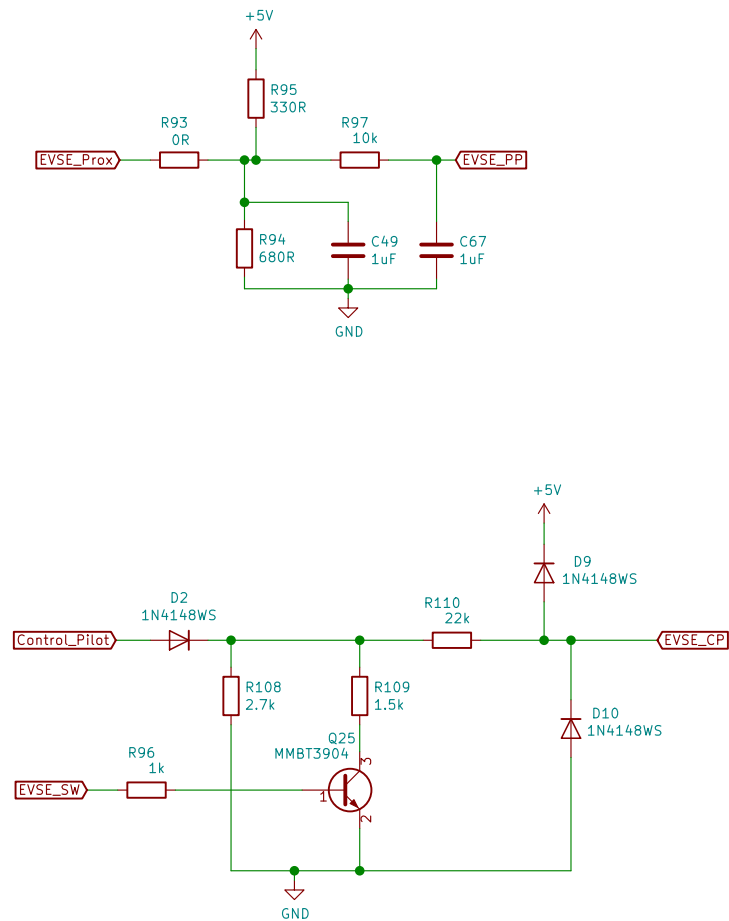 +5V
R95
330R
R93
0R
R97
10k
EVSE_Prox
EVSE_PP
R94
680R
C49
1uF
C67
1uF
GND
+5V
D9
1N4148WS
D2
1N4148WS
R110
22k
Control_Pilot
EVSE_CP
R108
2.7k
R109
1.5k
D10
1N4148WS
Q25
MMBT3904
R96
1k
3
EVSE_SW
1
2
GND